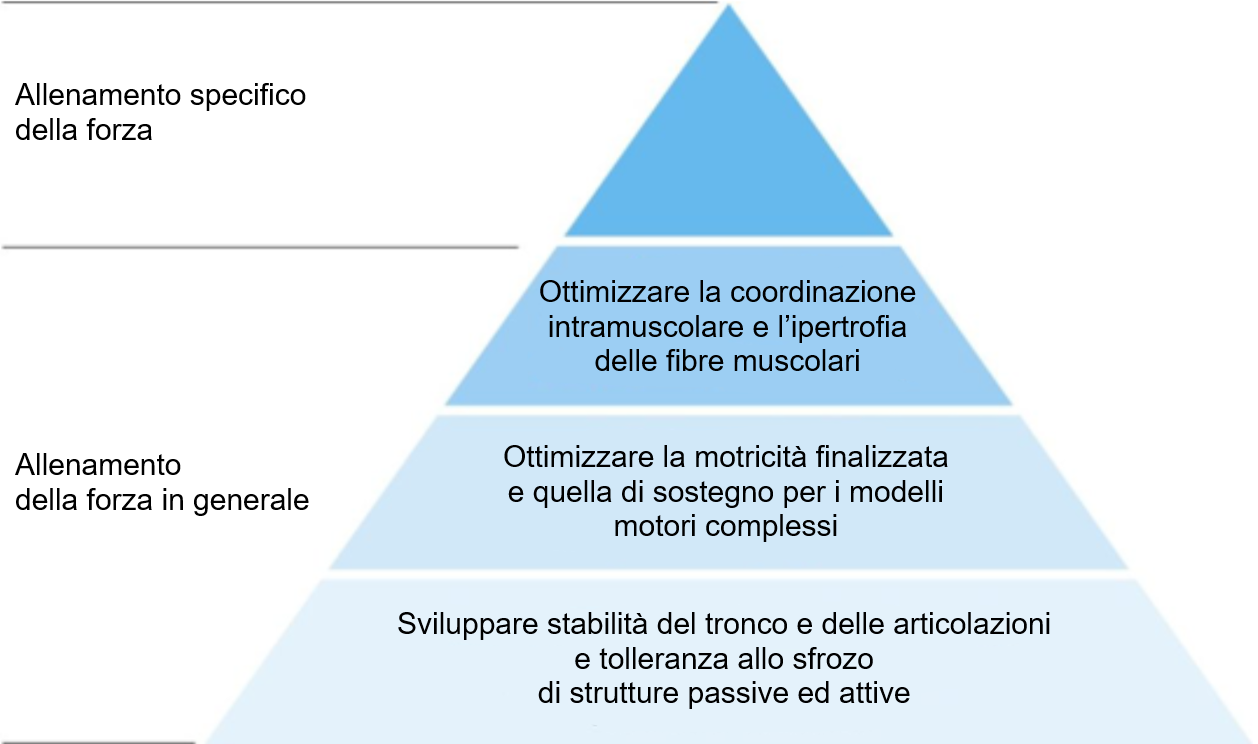 Allenamento specifico
della forza
Ottimizzare la coordinazione
intramuscolare e l’ipertrofia
delle fibre muscolari
Allenamento
della forza in generale
Ottimizzare la motricità finalizzata
e quella di sostegno per i modelli
motori complessi
Sviluppare stabilità del tronco e delle articolazioni
e tolleranza allo sfrozo
di strutture passive ed attive